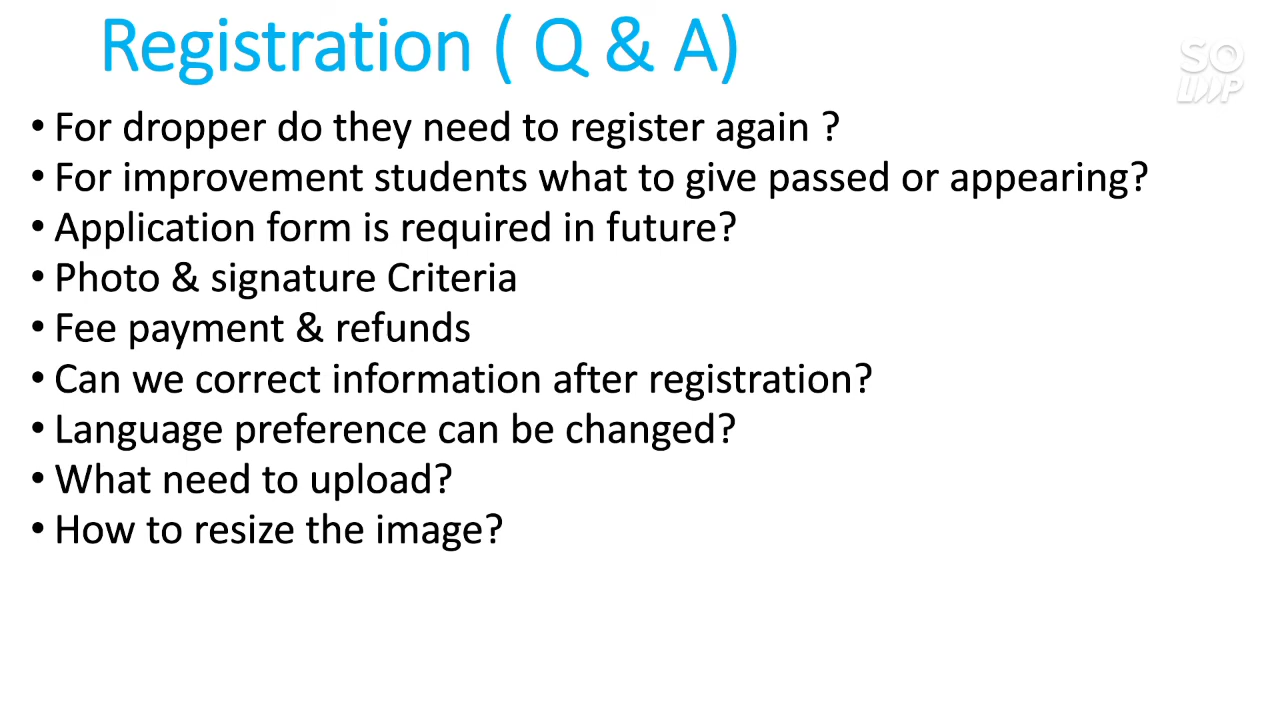 Registration ( Q & A)
SO
LOOP
• For dropper do they need to register again ?
• For improvement students what to give passed or appearing?
• Application form is required in future?
• Photo & signature Criteria
• Fee payment & refunds
• Can we correct information after registration?
• Language preference can be changed?
• What need to upload?
• How to resize the image?